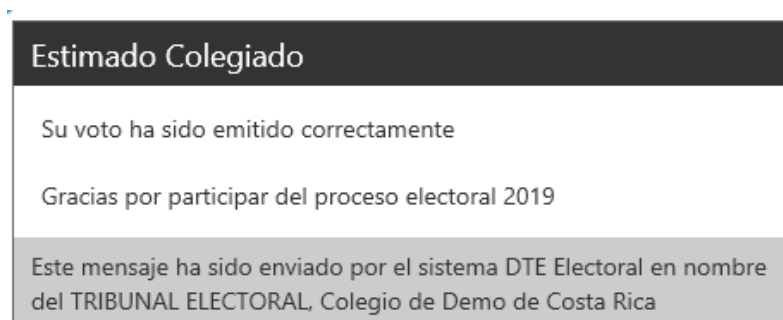 Estimado Colegiado
Su voto ha sido emitido correctamente
Gracias por participar del proceso electoral 2019
Este mensaje ha sido enviado por el sistema DTE Electoral en nombre
del TRIBUNAL ELECTORAL, Colegio de Demo de Costa Rica